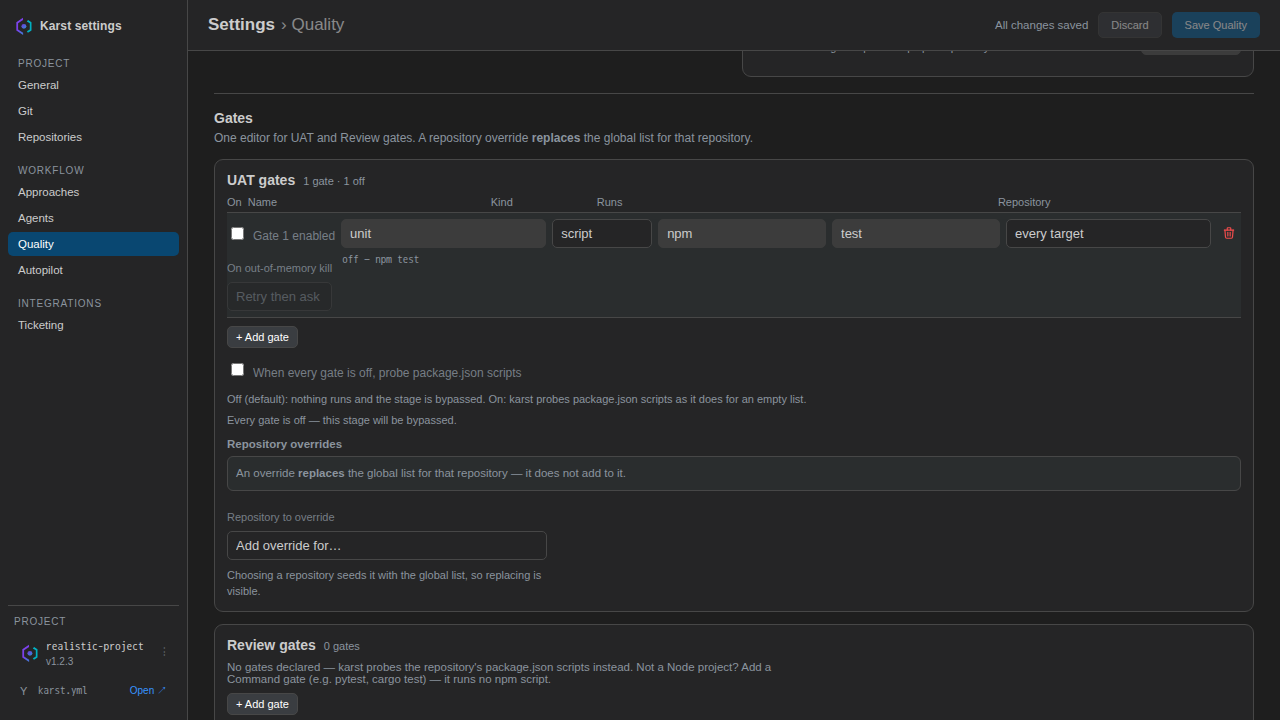 Karst settings
PROJECT
General
Git
Repositories
WORKFLOW
Approaches
Agents
Quality
Autopilot
INTEGRATIONS
Ticketing
PROJECT
realistic-project
v1.2.3
Y karst.yml Open ↗
Settings › Quality
All changes saved Discard Save Quality
Gates
One editor for UAT and Review gates. A repository override replaces the global list for that repository.
UAT gates 1 gate · 1 off
On Name Kind Runs Repository
Gate 1 enabled unit script npm test every target
off — npm test
On out-of-memory kill
Retry then ask
+ Add gate
When every gate is off, probe package.json scripts
Off (default): nothing runs and the stage is bypassed. On: karst probes package.json scripts as it does for an empty list.
Every gate is off — this stage will be bypassed.
Repository overrides
An override replaces the global list for that repository — it does not add to it.
Repository to override
Add override for…
Choosing a repository seeds it with the global list, so replacing is
visible.
Review gates 0 gates
No gates declared — karst probes the repository's package.json scripts instead. Not a Node project? Add a
Command gate (e.g. pytest, cargo test) — it runs no npm script.
+ Add gate